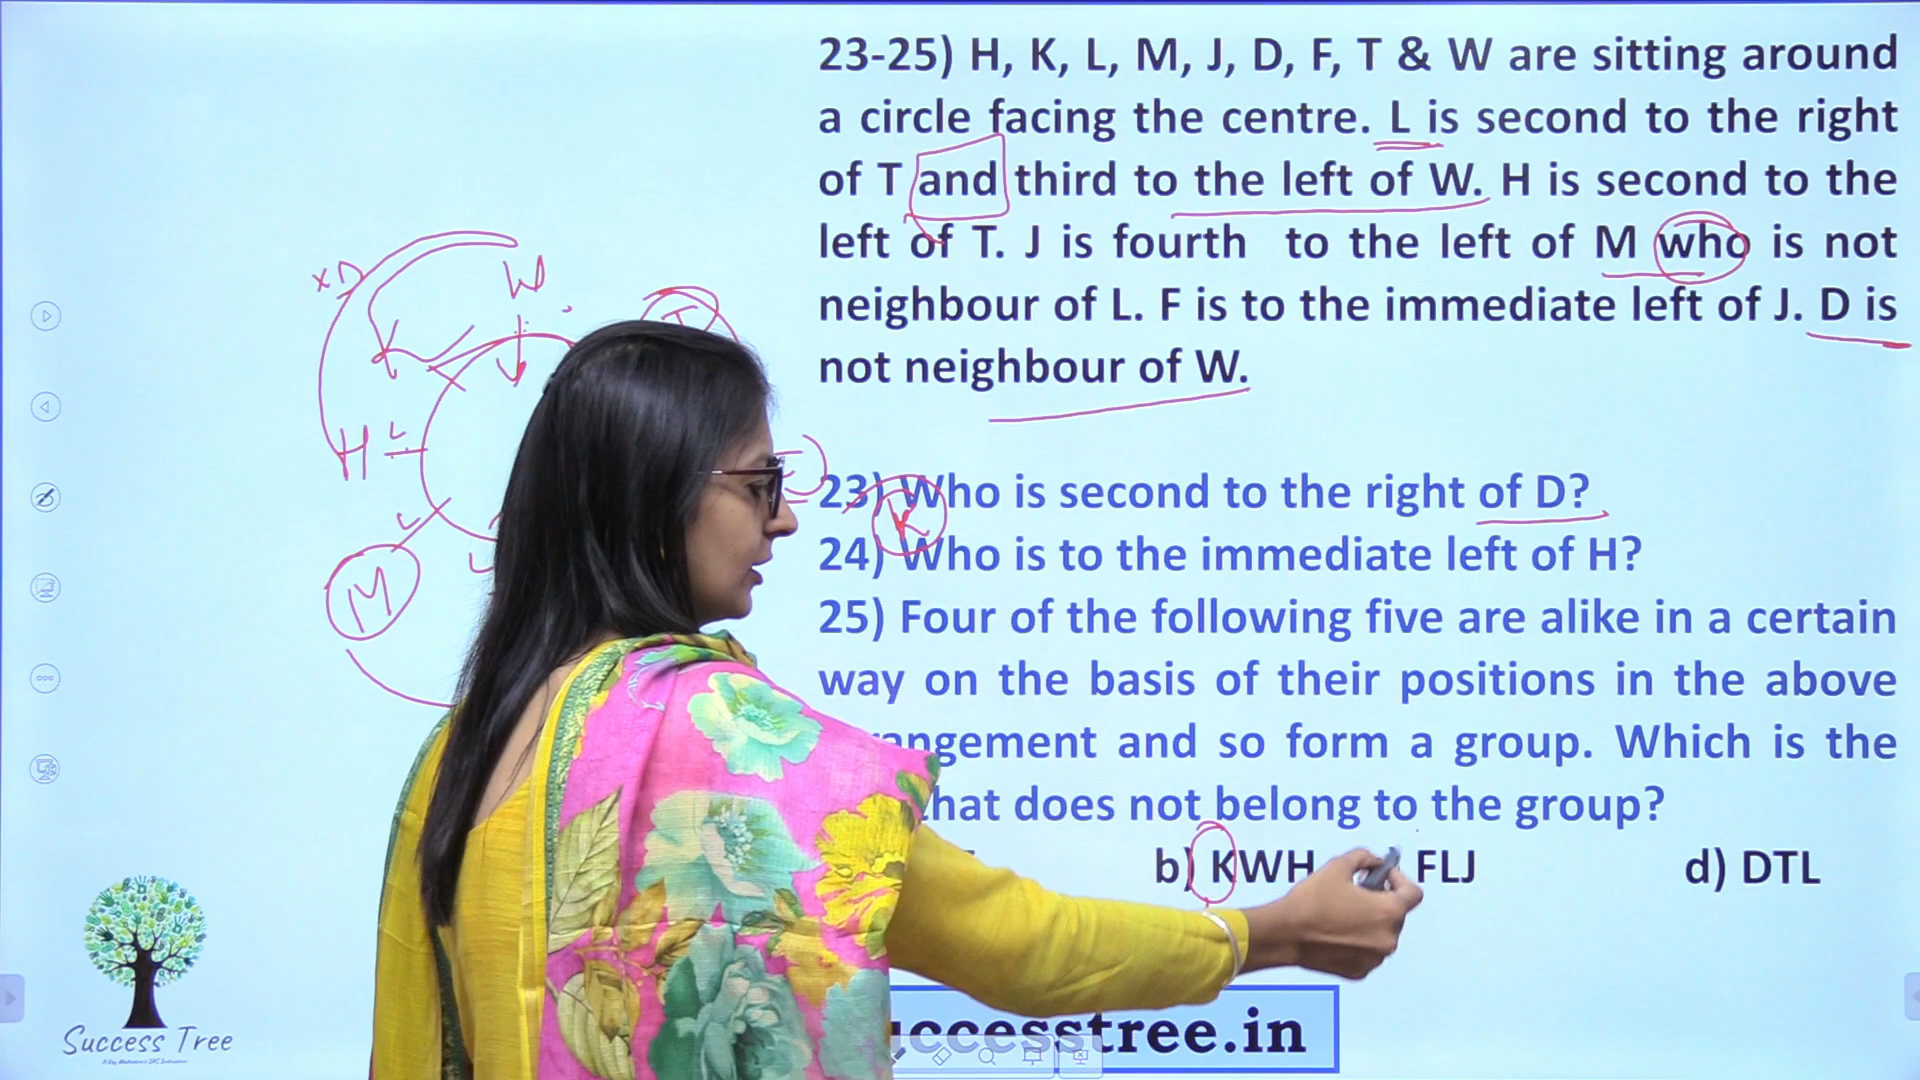 23-25) H, K, L, M, J, D, F, T & W are sitting around
a circle facing the centre. L is second to the right
of T and third to the left of W. H is second to the
left of T. J is fourth to the left of M who is not
neighbour of L. F is to the immediate left of J. D is
not neighbour of W.
x D
W
T
K
H L
L
M
L
23) Who is second to the right of D?
K
24) Who is to the immediate left of H?
25) Four of the following five are alike in a certain
way on the basis of their positions in the above
and so form a group. Which is the
that does not belong to the group?
b) KWH
FLJ
d) DTL
Success Tree